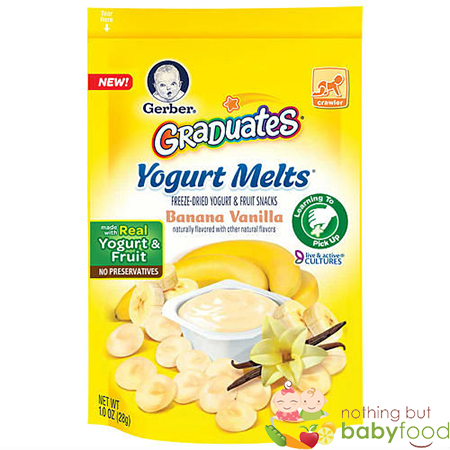 Tear
Here
NEW!
Gerber®
crawler
GRaDuaTeS®
Yogurt Melts®
FREEZE-DRIED YOGURT & FRUIT SNACKS
Banana Vanilla
naturally flavored with other natural flavors
Learning To
Pick Up
made
with Real
Yogurt &
Fruit
NO PRESERVATIVES
live & active®
CULTURES
NET WT
1.0 OZ (28g)
nothing but
babyfood